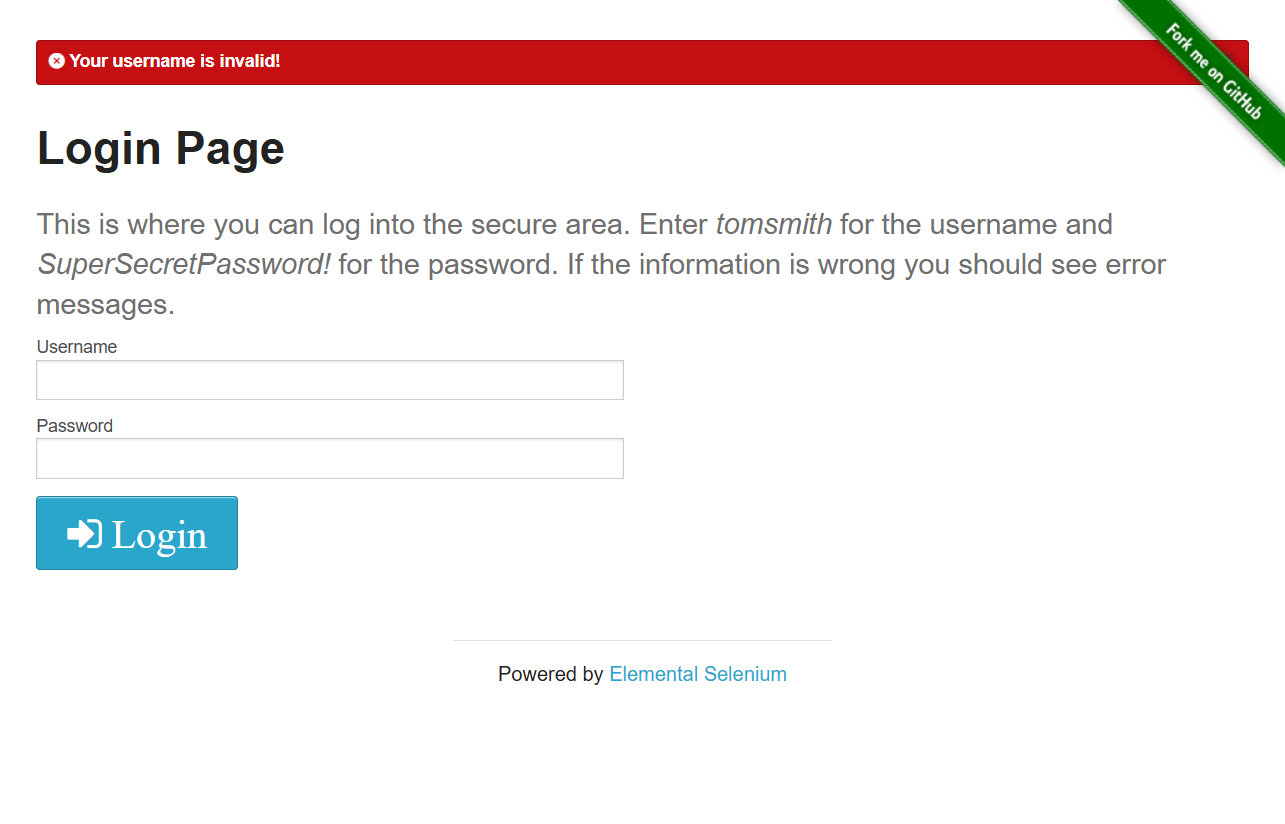 Your username is invalid!
Fork me on GitHub
Login Page
This is where you can log into the secure area. Enter tomsmith for the username and
SuperSecretPassword! for the password. If the information is wrong you should see error
messages.
Username
Password
Login
Powered by Elemental Selenium